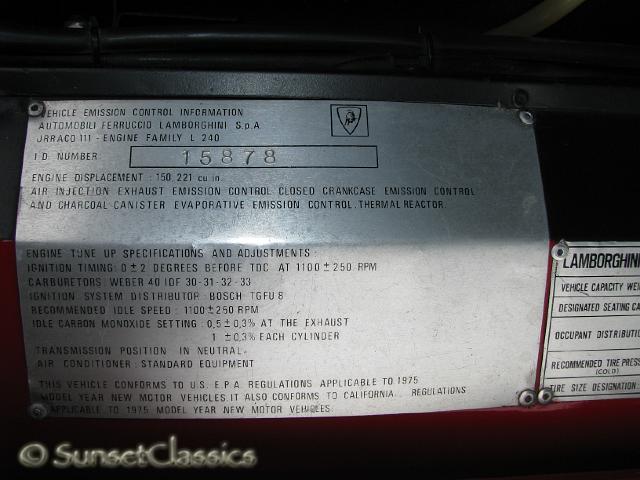 VEHICLE EMISSION CONTROL INFORMATION
AUTOMOBILI FERRUCCIO LAMBORGHINI S.p.A
URRACO 111 - ENGINE FAMILY L 240
I D NUMBER 15878
ENGINE DISPLACEMENT : 150,221 cu in.
AIR INJECTION EXHAUST EMISSION CONTROL CLOSED CRANKCASE EMISSION CONTROL
AND CHARCOAL CANISTER EVAPORATIVE EMISSION CONTROL.THERMAL REACTOR.
ENGINE TUNE UP SPECIFICATIONS AND ADJUSTMENTS :
IGNITION TIMING: 0±2 DEGREES BEFORE TDC AT 1100±250 RPM
CARBURETORS: WEBER 40 IDF 30-31-32-33
IGNITION SYSTEM DISTRIBUTOR: BOSCH TGFU8
RECOMMENDED IDLE SPEED : 1100±250 RPM
IDLE CARBON MONOXIDE SETTING : 0,5±0,3% AT THE EXHAUST
1 ±0,3% EACH CYLINDER
TRANSMISSION POSITION IN NEUTRAL.
AIR CONDITIONER: STANDARD EQUIPMENT
THIS VEHICLE CONFORMS TO U.S. E.P.A. REGULATIONS APPLICABLE TO 1975
MODEL YEAR NEW MOTOR VEHICLES.IT ALSO CONFORMS TO CALIFORNIA REGULATIONS
APPLICABLE TO 1975 MODEL YEAR NEW MOTOR VEHICLES.
LAMBORGHINI
VEHICLE CAPACITY WEI
DESIGNATED SEATING CA
OCCUPANT DISTRIBUTION
RECOMMENDED TIRE PRESS
(COLD)
TIRE SIZE DESIGNATION
SunsetClassics